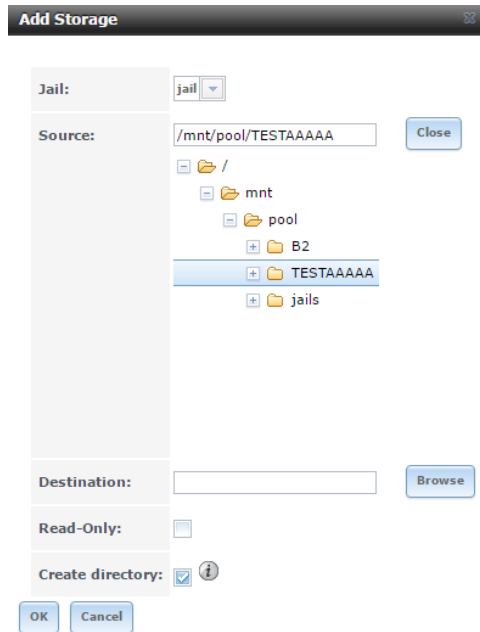 Add Storage
Jail: jail
Source: /mnt/pool/TESTAAAAA Close
/
mnt
pool
B2
TESTAAAAA
jails
Destination: Browse
Read-Only:
Create directory: i
OK Cancel